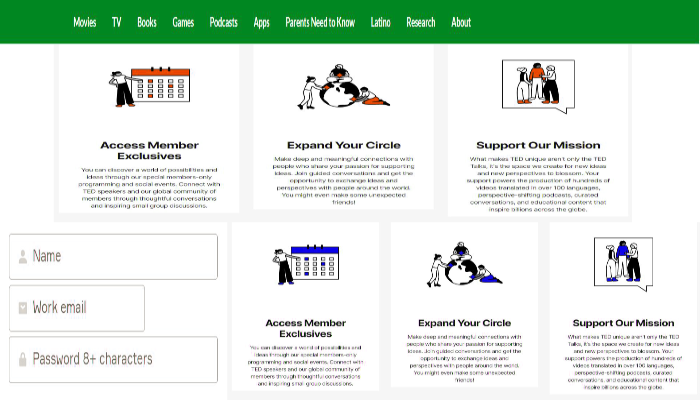 Movies TV Books Games Podcasts Apps Parents Need to Know Latino Research About
Access Member
Exclusives
You can discover a world of possibilities and
ideas through our special members-only
programming and social events. Connect with
TED speakers and our global community of
members through thoughtful conversations
and inspiring small group discussions.
Expand Your Circle
Make deep and meaningful connections with
people who share your passion for supporting
ideas. Join guided conversations and get the
opportunity to exchange ideas and
perspectives with people around the world.
You might even make some unexpected
friends!
Support Our Mission
What makes TED unique aren't only the TED
Talks, it's the space we create for new ideas
and new perspectives to blossom. Your
support powers the production of hundreds of
videos translated in over 100 languages,
perspective-shifting podcasts, curated
conversations, and educational content that
inspire billions across the globe.
Name
Work email
Password 8+ characters
Access Member
Exclusives
You can discover a world of possibilities and
ideas through our special members-only
programming and social events. Connect with
TED speakers and our global community of
members through thoughtful conversations
and inspiring small group discussions.
Expand Your Circle
Make deep and meaningful connections with
people who share your passion for supporting
ideas. Join guided conversations and get the
opportunity to exchange ideas and
perspectives with people around the world.
You might even make some unexpected
friends!
Support Our Mission
What makes TED unique aren't only the TED
Talks, it's the space we create for new ideas
and new perspectives to blossom. Your
support powers the production of hundreds of
videos translated in over 100 languages,
perspective-shifting podcasts, curated
conversations, and educational content that
inspire billions across the globe.